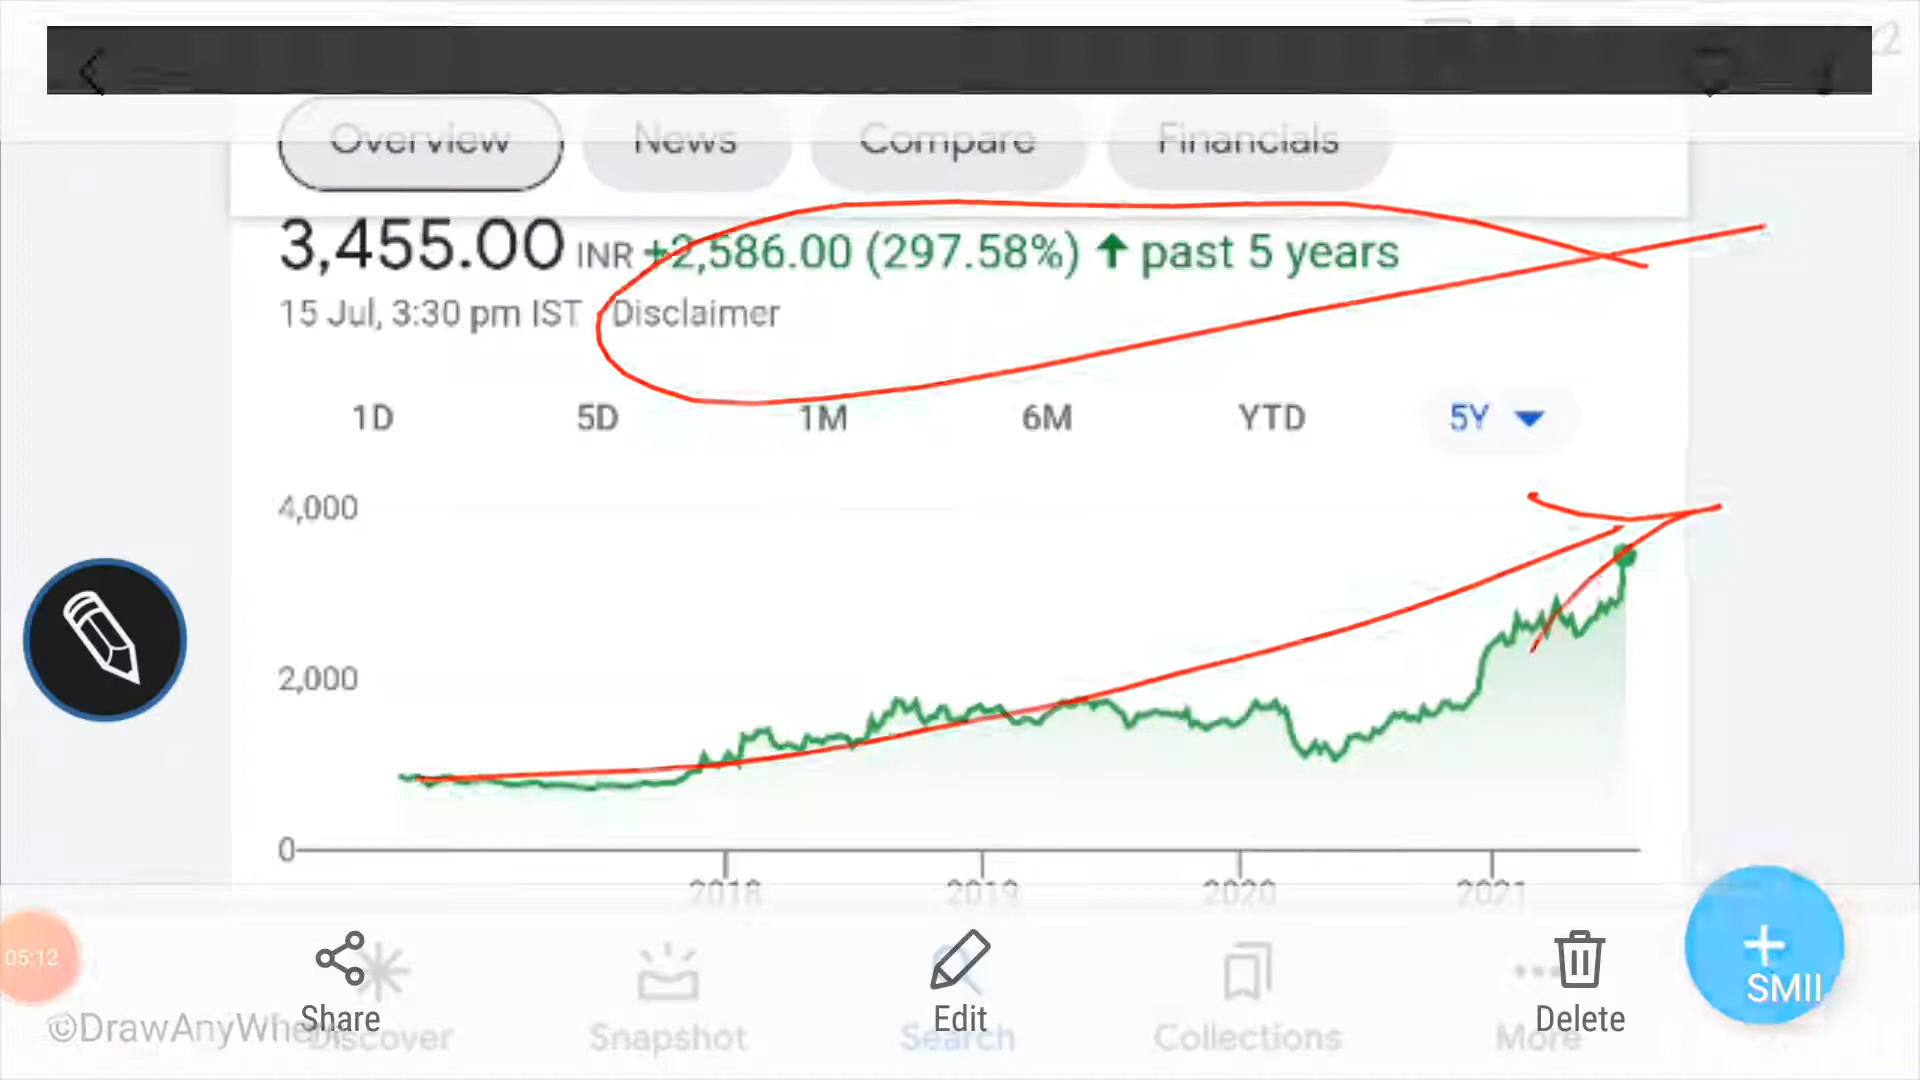 Overview News Compare Financials
3,455.00 INR +2,586.00 (297.58%) ↑ past 5 years
15 Jul, 3:30 pm IST Disclaimer
1D 5D 1M 6M YTD 5Y
4,000
2,000
0
2018 2019 2020 2021
05:12
Share Edit Delete SMII
©DrawAnyWhe
Discover Snapshot Search Collections More